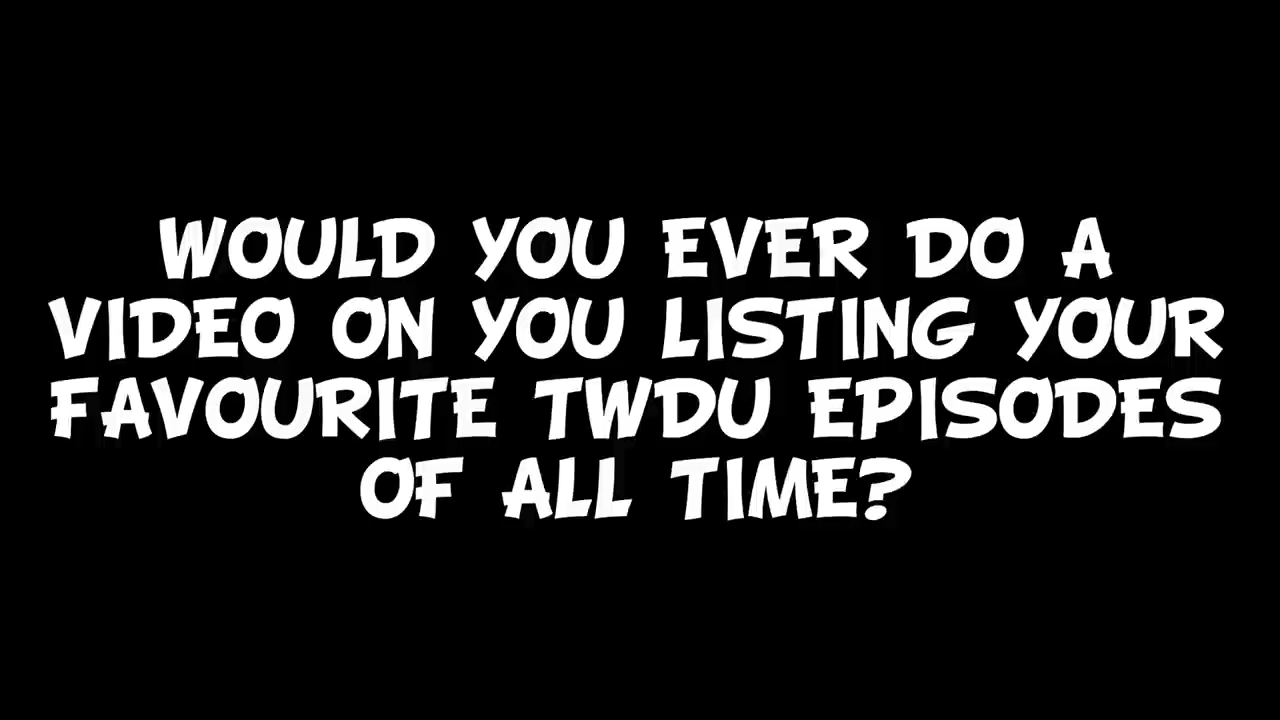 WOULD YOU EVER DO A
VIDEO ON YOU LISTING YOUR
FAVOURITE TWDU EPISODES
OF ALL TIME?